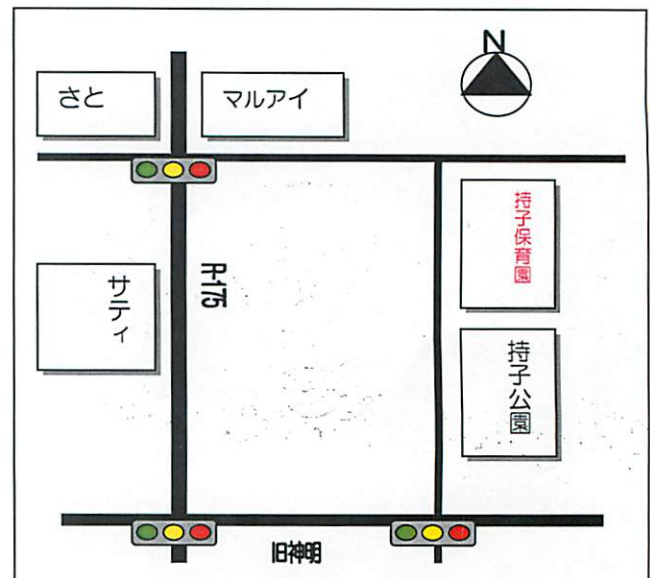 N
さと
マルアイ
持子保育園
サティ
R-175
持子公園
旧神明